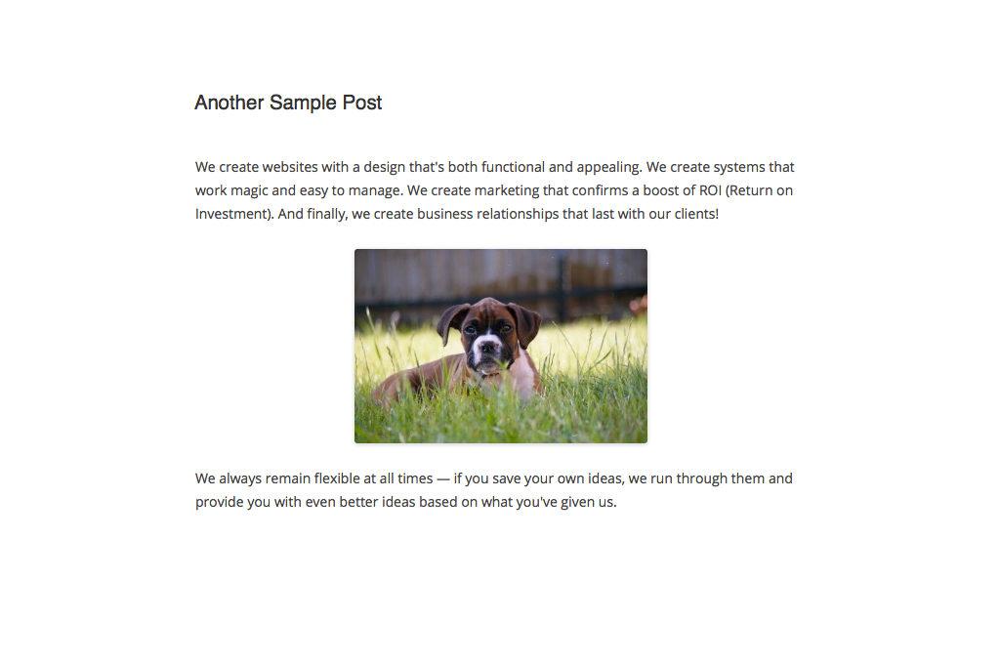 Another Sample Post
We create websites with a design that's both functional and appealing. We create systems that
work magic and easy to manage. We create marketing that confirms a boost of ROI (Return on
Investment). And finally, we create business relationships that last with our clients!
We always remain flexible at all times — if you save your own ideas, we run through them and
provide you with even better ideas based on what you've given us.